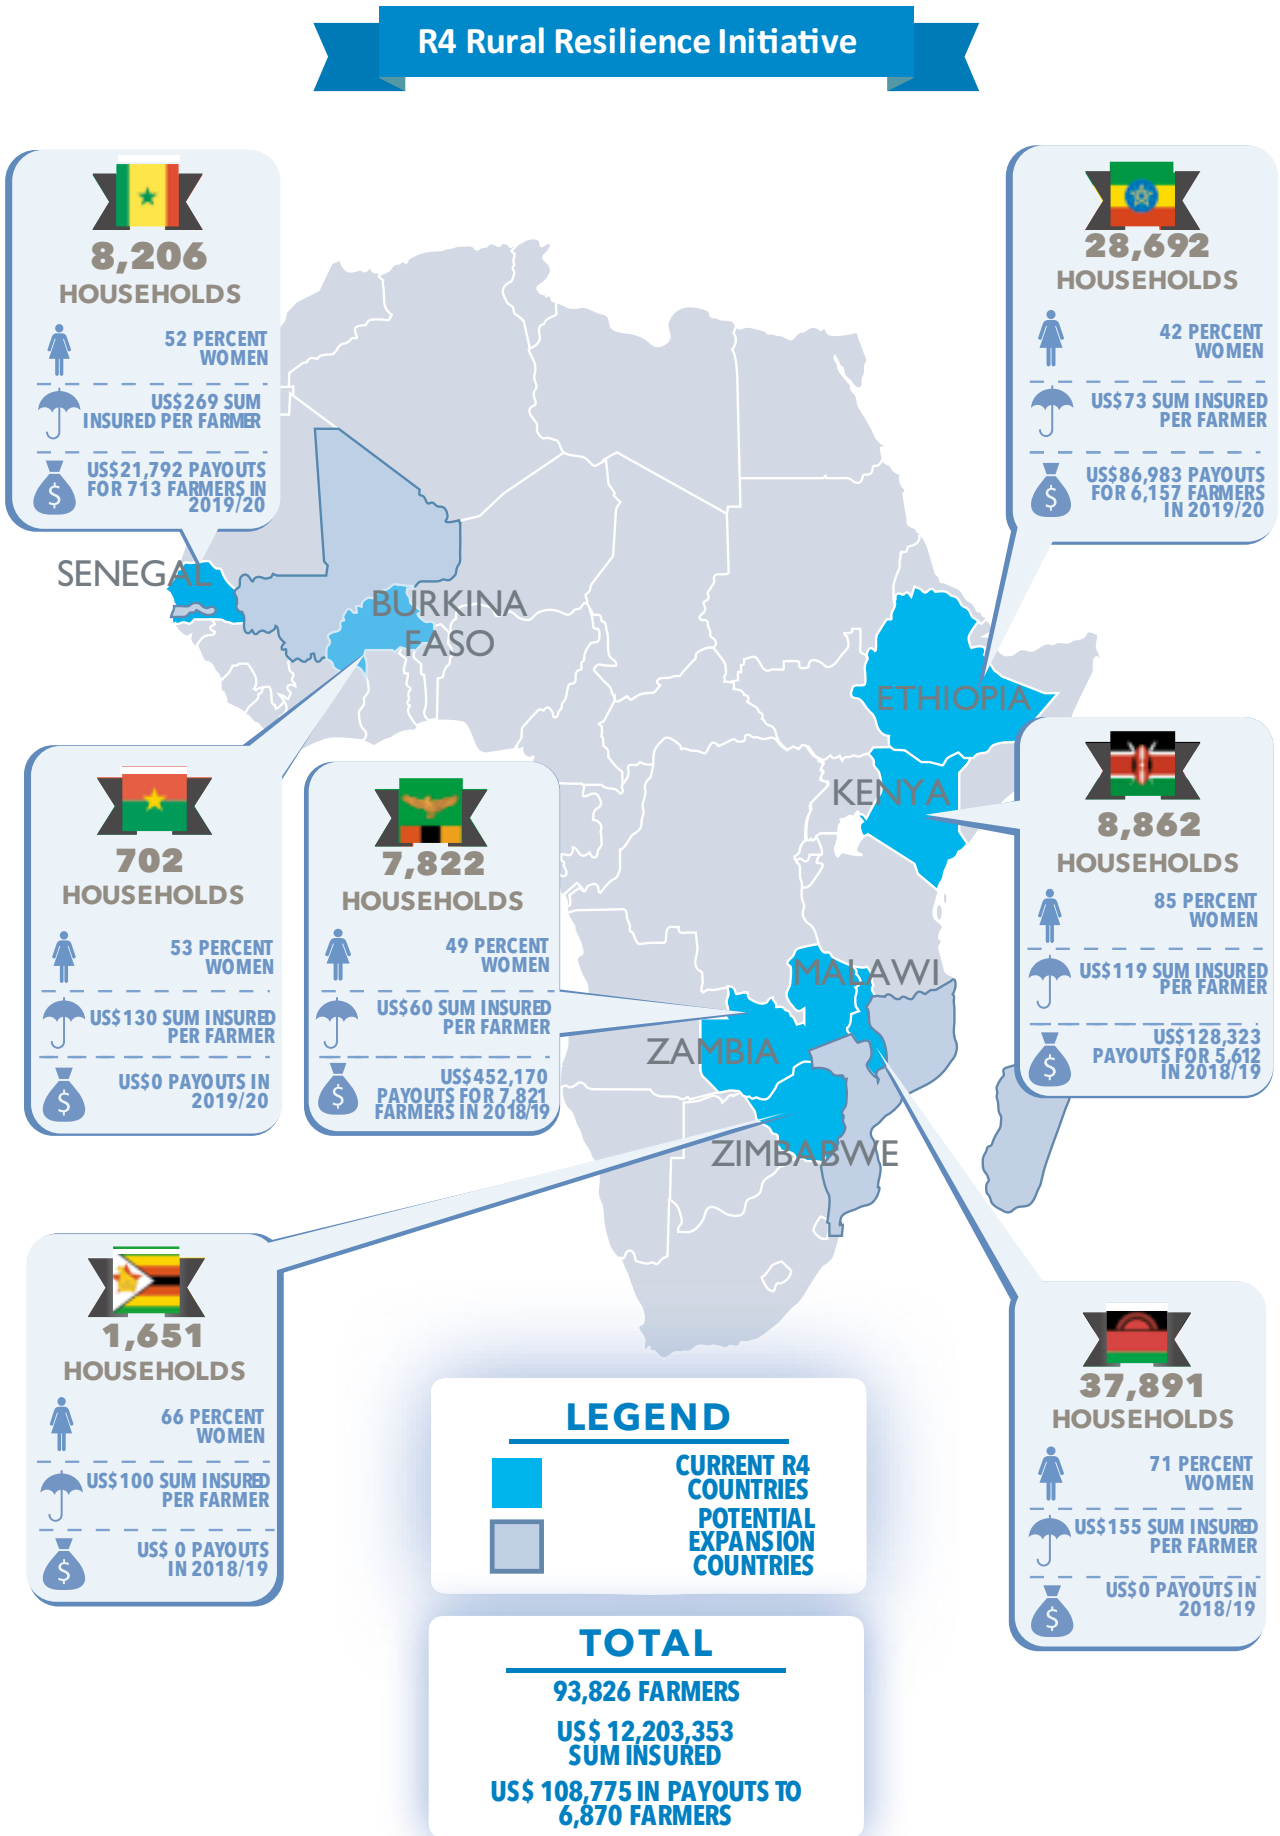 R4 Rural Resilience Initiative
8,206
HOUSEHOLDS
52 PERCENT
WOMEN
US$269 SUM
INSURED PER FARMER
US$21,792 PAYOUTS
FOR 713 FARMERS IN
2019/20
28,692
HOUSEHOLDS
42 PERCENT
WOMEN
US$73 SUM INSURED
PER FARMER
US$86,983 PAYOUTS
FOR 6,157 FARMERS
IN 2019/20
SENEGAL
BURKINA
FASO
ETHIOPIA
KENYA
MALAWI
ZAMBIA
ZIMBABWE
702
HOUSEHOLDS
53 PERCENT
WOMEN
US$130 SUM INSURED
PER FARMER
US$0 PAYOUTS IN
2019/20
7,822
HOUSEHOLDS
49 PERCENT
WOMEN
US$60 SUM INSURED
PER FARMER
US$452,170
PAYOUTS FOR 7,821
FARMERS IN 2018/19
8,862
HOUSEHOLDS
85 PERCENT
WOMEN
US$119 SUM INSURED
PER FARMER
US$128,323
PAYOUTS FOR 5,612
IN 2018/19
1,651
HOUSEHOLDS
66 PERCENT
WOMEN
US$100 SUM INSURED
PER FARMER
US$ 0 PAYOUTS
IN 2018/19
37,891
HOUSEHOLDS
71 PERCENT
WOMEN
US$155 SUM INSURED
PER FARMER
US$0 PAYOUTS IN
2018/19
LEGEND
CURRENT R4
COUNTRIES
POTENTIAL
EXPANSION
COUNTRIES
TOTAL
93,826 FARMERS
US$ 12,203,353
SUM INSURED
US$ 108,775 IN PAYOUTS TO
6,870 FARMERS